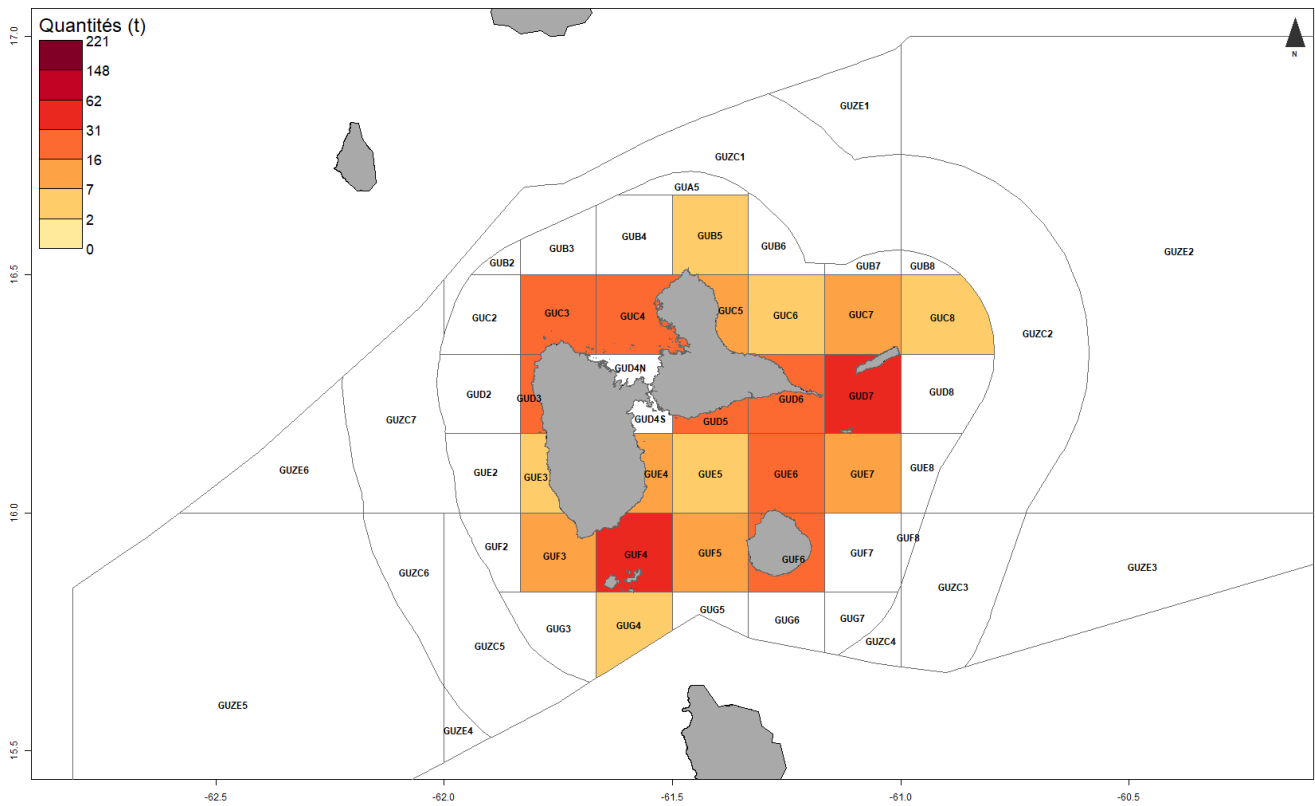 Quantités (t)
221
148
62
31
16
7
2
0
N
17.0
16.5
16.0
15.5
GUZE1
GUZC1
GUA5
GUB2
GUB3
GUB4
GUB5
GUB6
GUB7
GUB8
GUZE2
GUC2
GUC3
GUC4
GUC5
GUC6
GUC7
GUC8
GUZC2
GUD4N
GUZC7
GUD2
GUD3
GUD4S
GUD5
GUD6
GUD7
GUD8
GUZE6
GUE2
GUE3
GUE4
GUE5
GUE6
GUE7
GUE8
GUF2
GUF3
GUF4
GUF5
GUF6
GUF7
GUF8
GUZE3
GUZC6
GUZC3
GUZC5
GUG3
GUG4
GUG5
GUG6
GUG7
GUZC4
GUZE5
GUZE4
-62.5
-62.0
-61.5
-61.0
-60.5